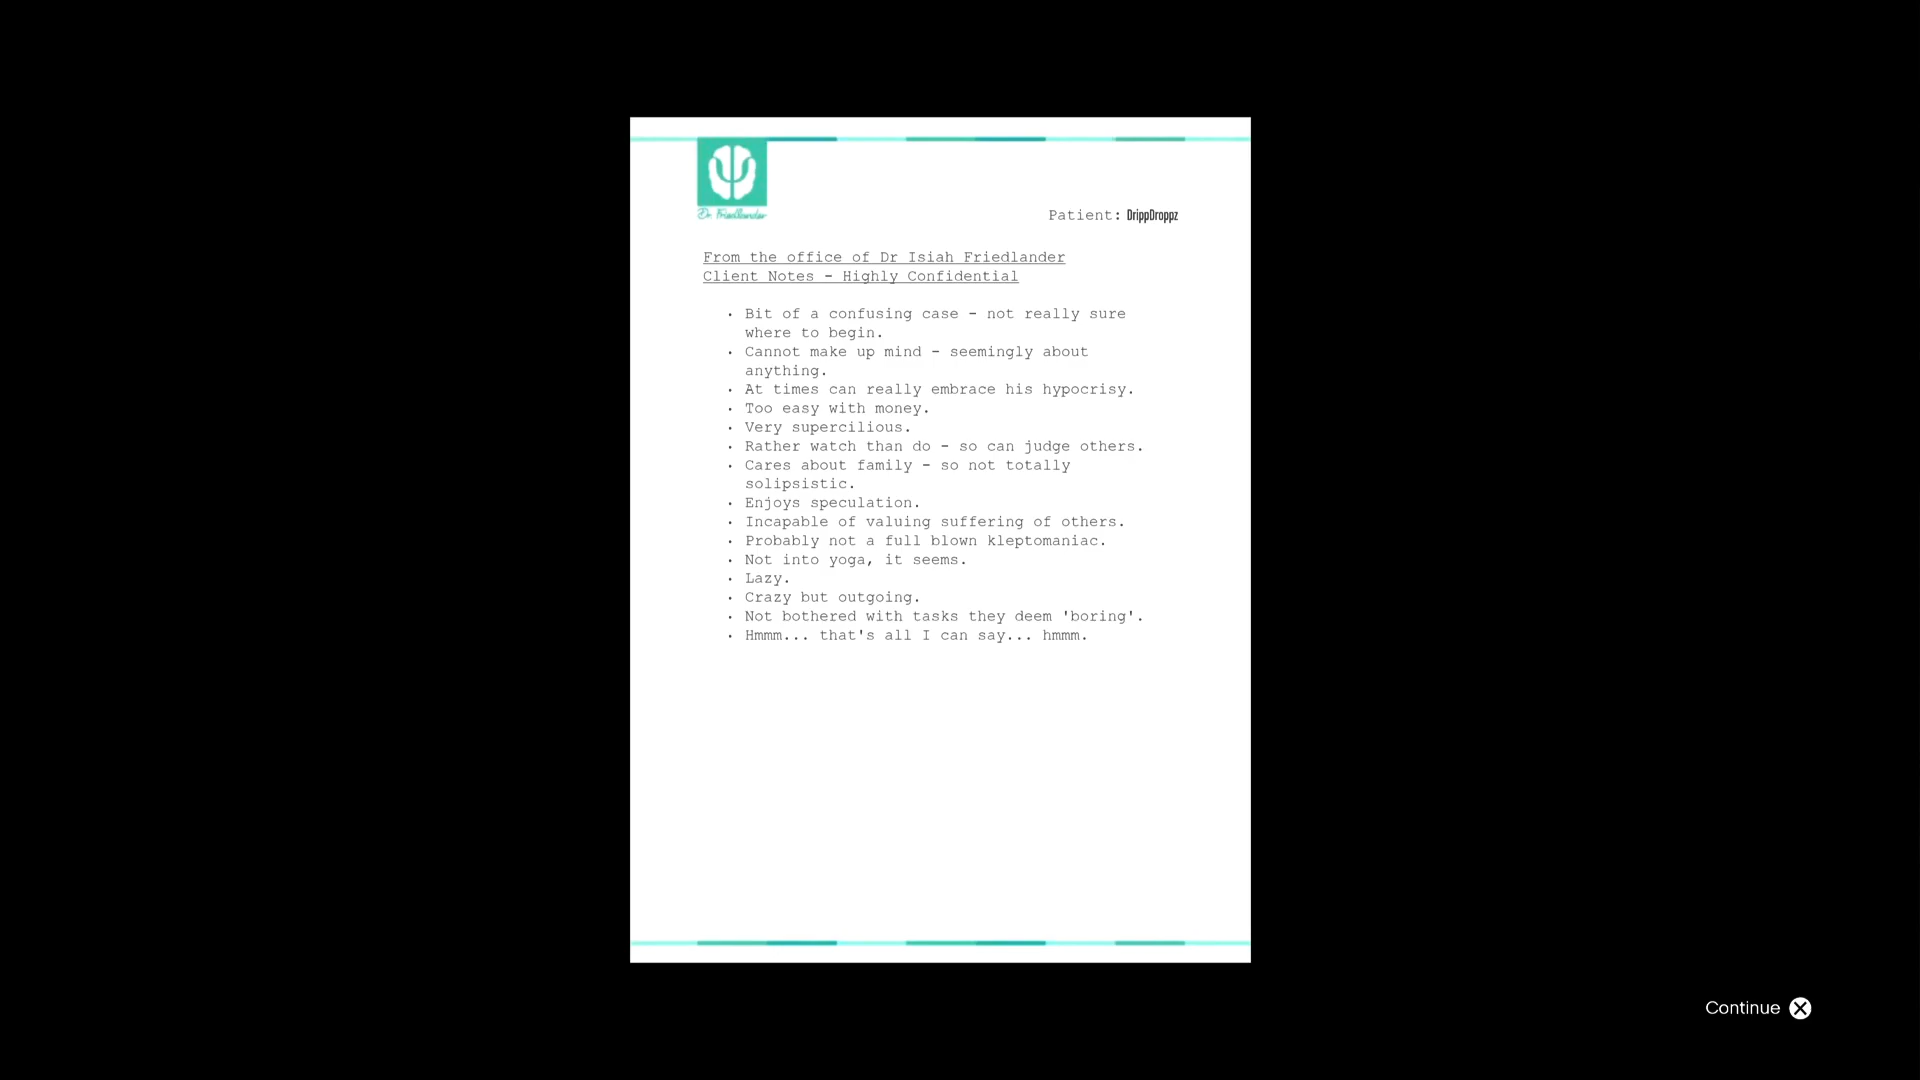 Dr. Friedlander
Patient: DrippDroppz
From the office of Dr Isiah Friedlander
Client Notes - Highly Confidential
• Bit of a confusing case - not really sure
where to begin.
• Cannot make up mind - seemingly about
anything.
• At times can really embrace his hypocrisy.
• Too easy with money.
• Very supercilious.
• Rather watch than do - so can judge others.
• Cares about family - so not totally
solipsistic.
• Enjoys speculation.
• Incapable of valuing suffering of others.
• Probably not a full blown kleptomaniac.
• Not into yoga, it seems.
• Lazy.
• Crazy but outgoing.
• Not bothered with tasks they deem 'boring'.
• Hmmm... that's all I can say... hmmm.
Continue